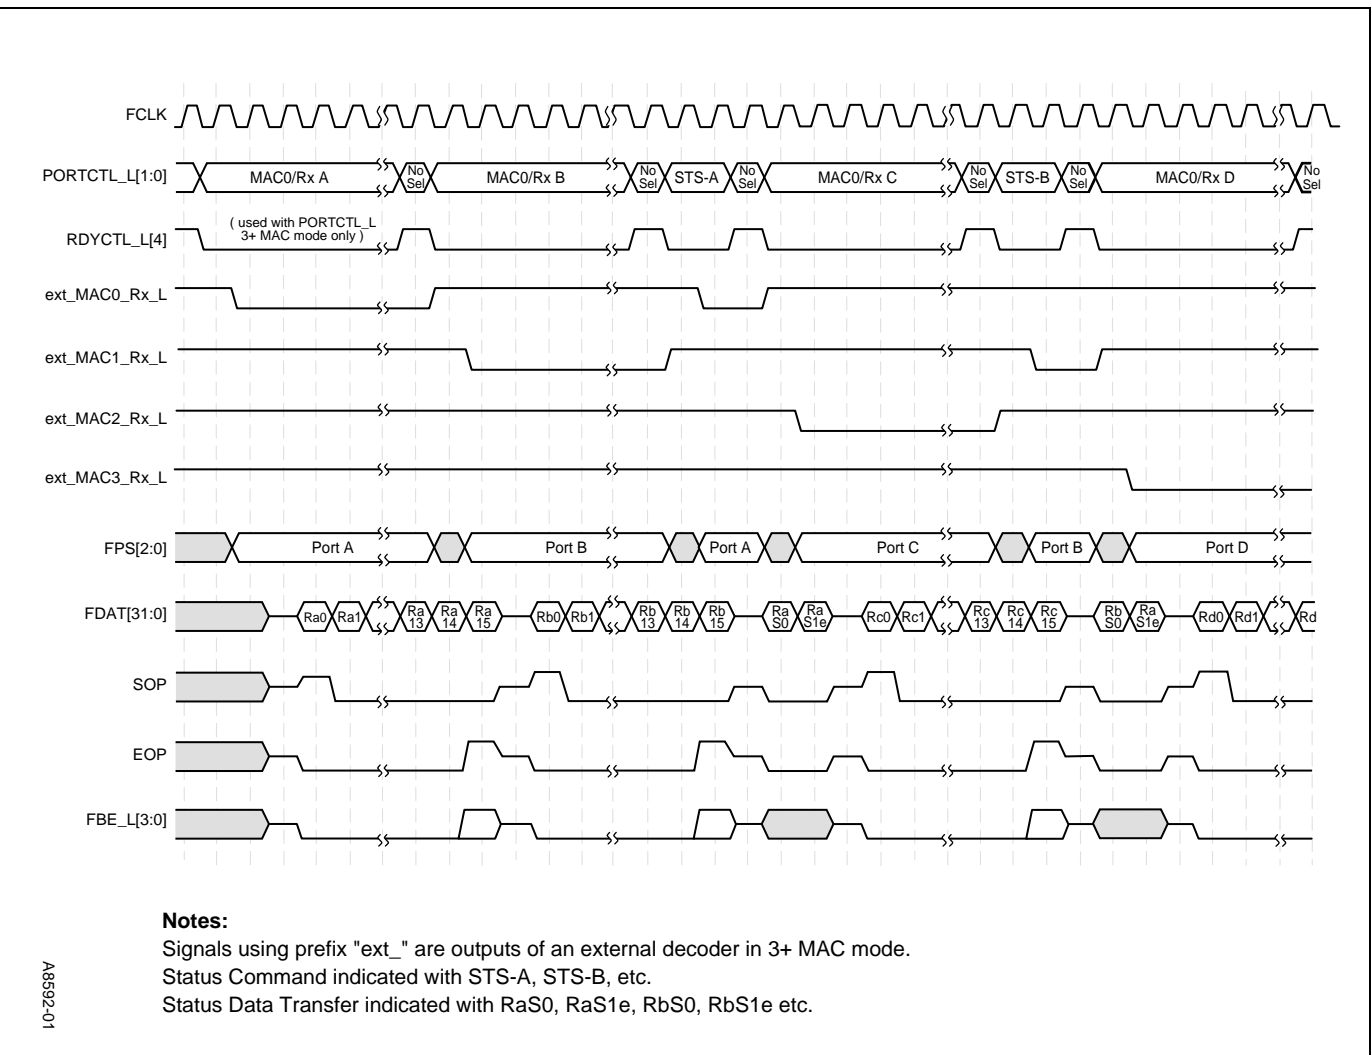 FCLK
PORTCTL_L[1:0] MAC0/Rx A No Sel MAC0/Rx B No Sel STS-A No Sel MAC0/Rx C No Sel STS-B No Sel MAC0/Rx D No Sel
RDYCTL_L[4] ( used with PORTCTL_L
3+ MAC mode only )
ext_MAC0_Rx_L
ext_MAC1_Rx_L
ext_MAC2_Rx_L
ext_MAC3_Rx_L
FPS[2:0] Port A Port B Port A Port C Port B Port D
FDAT[31:0] Ra0 Ra1 Ra 13 Ra 14 Ra 15 Rb0 Rb1 Rb 13 Rb 14 Rb 15 Ra S0 Ra S1e Rc0 Rc1 Rc 13 Rc 14 Rc 15 Rb S0 Ra S1e Rd0 Rd1 Rd
SOP
EOP
FBE_L[3:0]
Notes:
Signals using prefix "ext_" are outputs of an external decoder in 3+ MAC mode.
Status Command indicated with STS-A, STS-B, etc.
Status Data Transfer indicated with RaS0, RaS1e, RbS0, RbS1e etc.
A8592-01